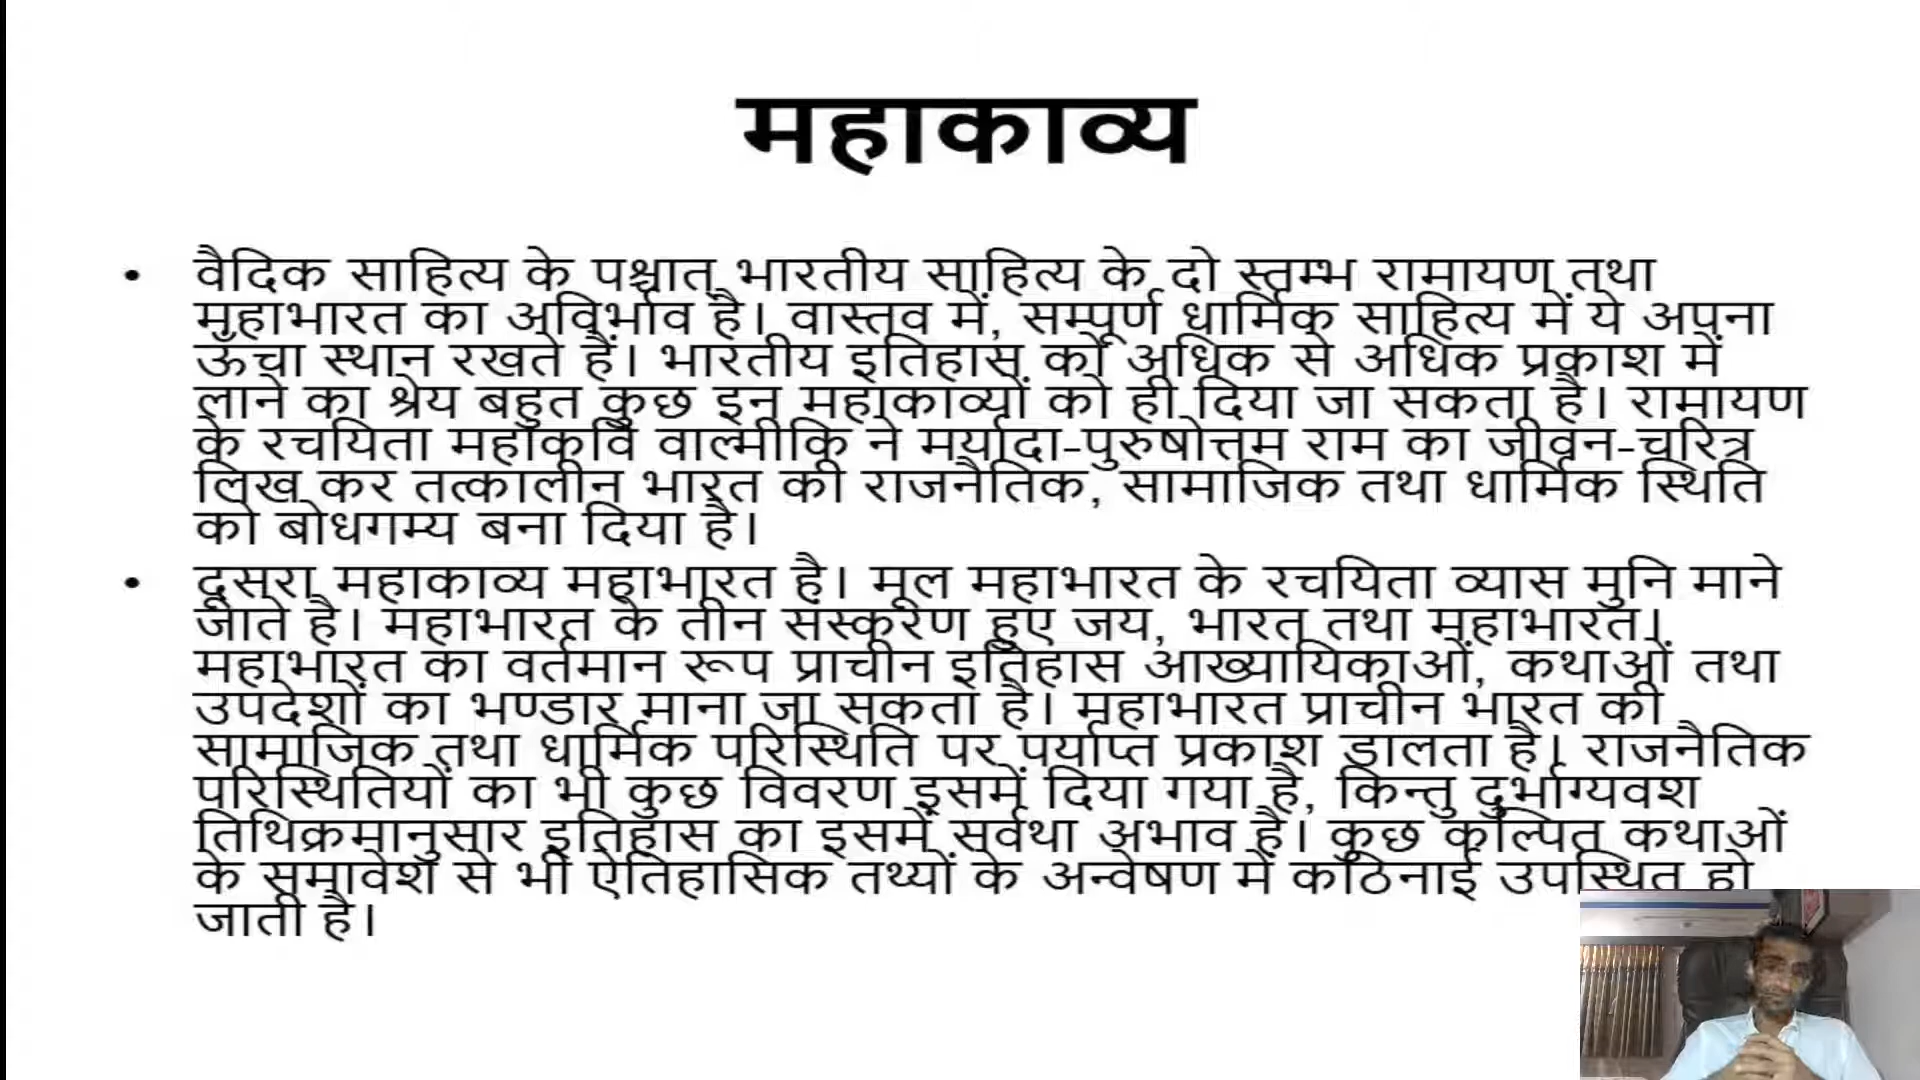 महाकाव्य
• वैदिक साहित्य के पश्चात् भारतीय साहित्य के दो स्तम्भ रामायण तथा
महाभारत का अविर्भाव है। वास्तव में, सम्पूर्ण धार्मिक साहित्य में ये अपना
ऊँचा स्थान रखते हैं। भारतीय इतिहास को अधिक से अधिक प्रकाश में
लाने का श्रेय बहुत कुछ इन महाकाव्यों को ही दिया जा सकता है। रामायण
के रचयिता महाकवि वाल्मीकि ने मर्यादा-पुरुषोत्तम राम का जीवन-चरित्र
लिख कर तत्कालीन भारत की राजनैतिक, सामाजिक तथा धार्मिक स्थिति
को बोधगम्य बना दिया है।
• दूसरा महाकाव्य महाभारत है। मूल महाभारत के रचयिता व्यास मुनि माने
जाते है। महाभारत के तीन संस्करण हुए जय, भारत तथा महाभारत।
महाभारत का वर्तमान रूप प्राचीन इतिहास आख्यायिकाओं, कथाओं तथा
उपदेशों का भण्डार माना जा सकता है। महाभारत प्राचीन भारत की
सामाजिक तथा धार्मिक परिस्थिति पर पर्याप्त प्रकाश डालता है। राजनैतिक
परिस्थितियों का भी कुछ विवरण इसमें दिया गया है, किन्तु दुर्भाग्यवश
तिथिक्रमानुसार इतिहास का इसमें सर्वथा अभाव है। कुछ कल्पित कथाओं
के समावेश से भी ऐतिहासिक तथ्यों के अन्वेषण में कठिनाई उपस्थित हो
जाती है।